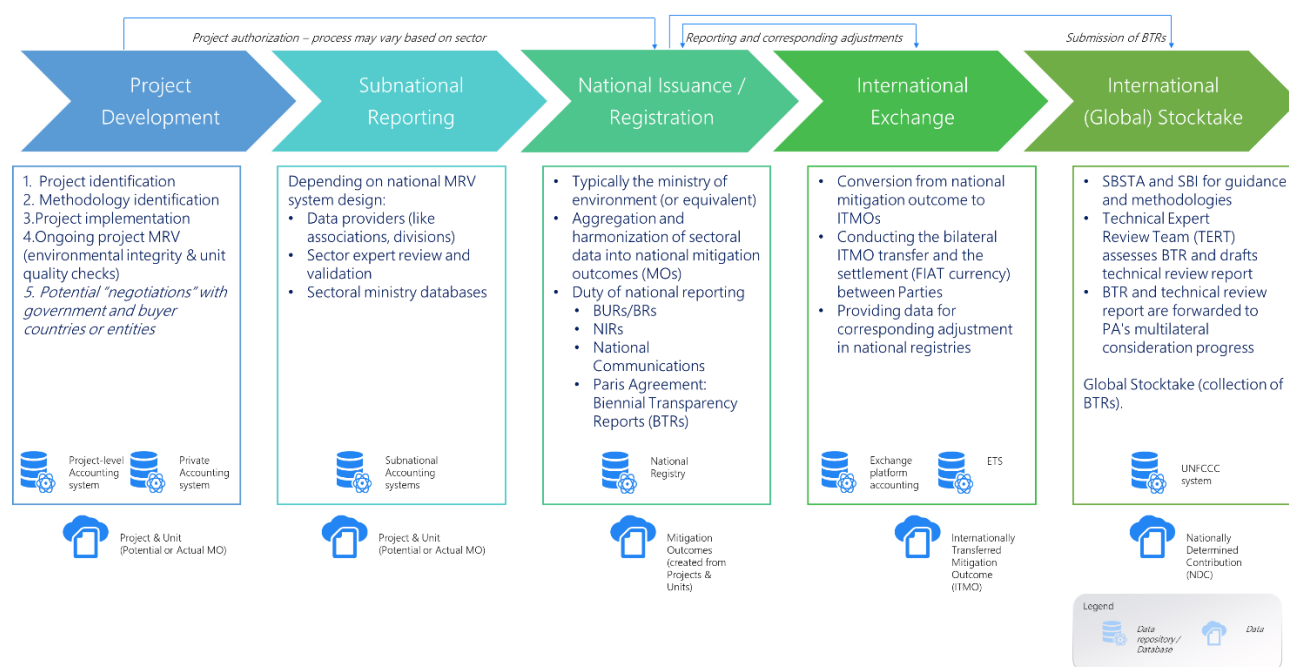 Project authorization – process may vary based on sector
Reporting and corresponding adjustments
Submission of BTRs
Project
Development
Subnational
Reporting
National Issuance /
Registration
International
Exchange
International
(Global) Stocktake
1. Project identification
2. Methodology identification
3.Project implementation
4.Ongoing project MRV
(environmental integrity & unit
quality checks)
5. Potential “negotiations” with
government and buyer
countries or entities
Project-level
Accounting
system
Private
Accounting
system
Depending on national MRV
system design:
• Data providers (like
associations, divisions)
• Sector expert review and
validation
• Sectoral ministry databases
Subnational
Accounting
systems
• Typically the ministry of
environment (or equivalent)
• Aggregation and
harmonization of sectoral
data into national mitigation
outcomes (MOs)
• Duty of national reporting
• BURs/BRs
• NIRs
• National
Communications
• Paris Agreement:
Biennial Transparency
Reports (BTRs)
National
Registry
• Conversion from national
mitigation outcome to
ITMOs
• Conducting the bilateral
ITMO transfer and the
settlement (FIAT currency)
between Parties
• Providing data for
corresponding adjustment
in national registries
Exchange
platform
accounting
ETS
• SBSTA and SBI for guidance
and methodologies
• Technical Expert
Review Team (TERT)
assesses BTR and drafts
technical review report
• BTR and technical review
report are forwarded to
PA's multilateral
consideration progress
Global Stocktake (collection of
BTRs).
UNFCCC
system
Project & Unit
(Potential or Actual MO)
Project & Unit
(Potential or Actual MO)
Mitigation
Outcomes
(created from
Projects &
Units)
Internationally
Transferred
Mitigation
Outcome
(ITMO)
Nationally
Determined
Contribution
(NDC)
Legend
Data
repository /
Database
Data